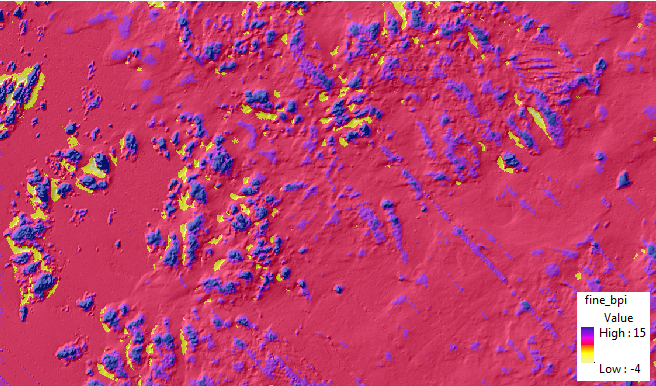 fine_bpi
Value
High : 15
Low : -4